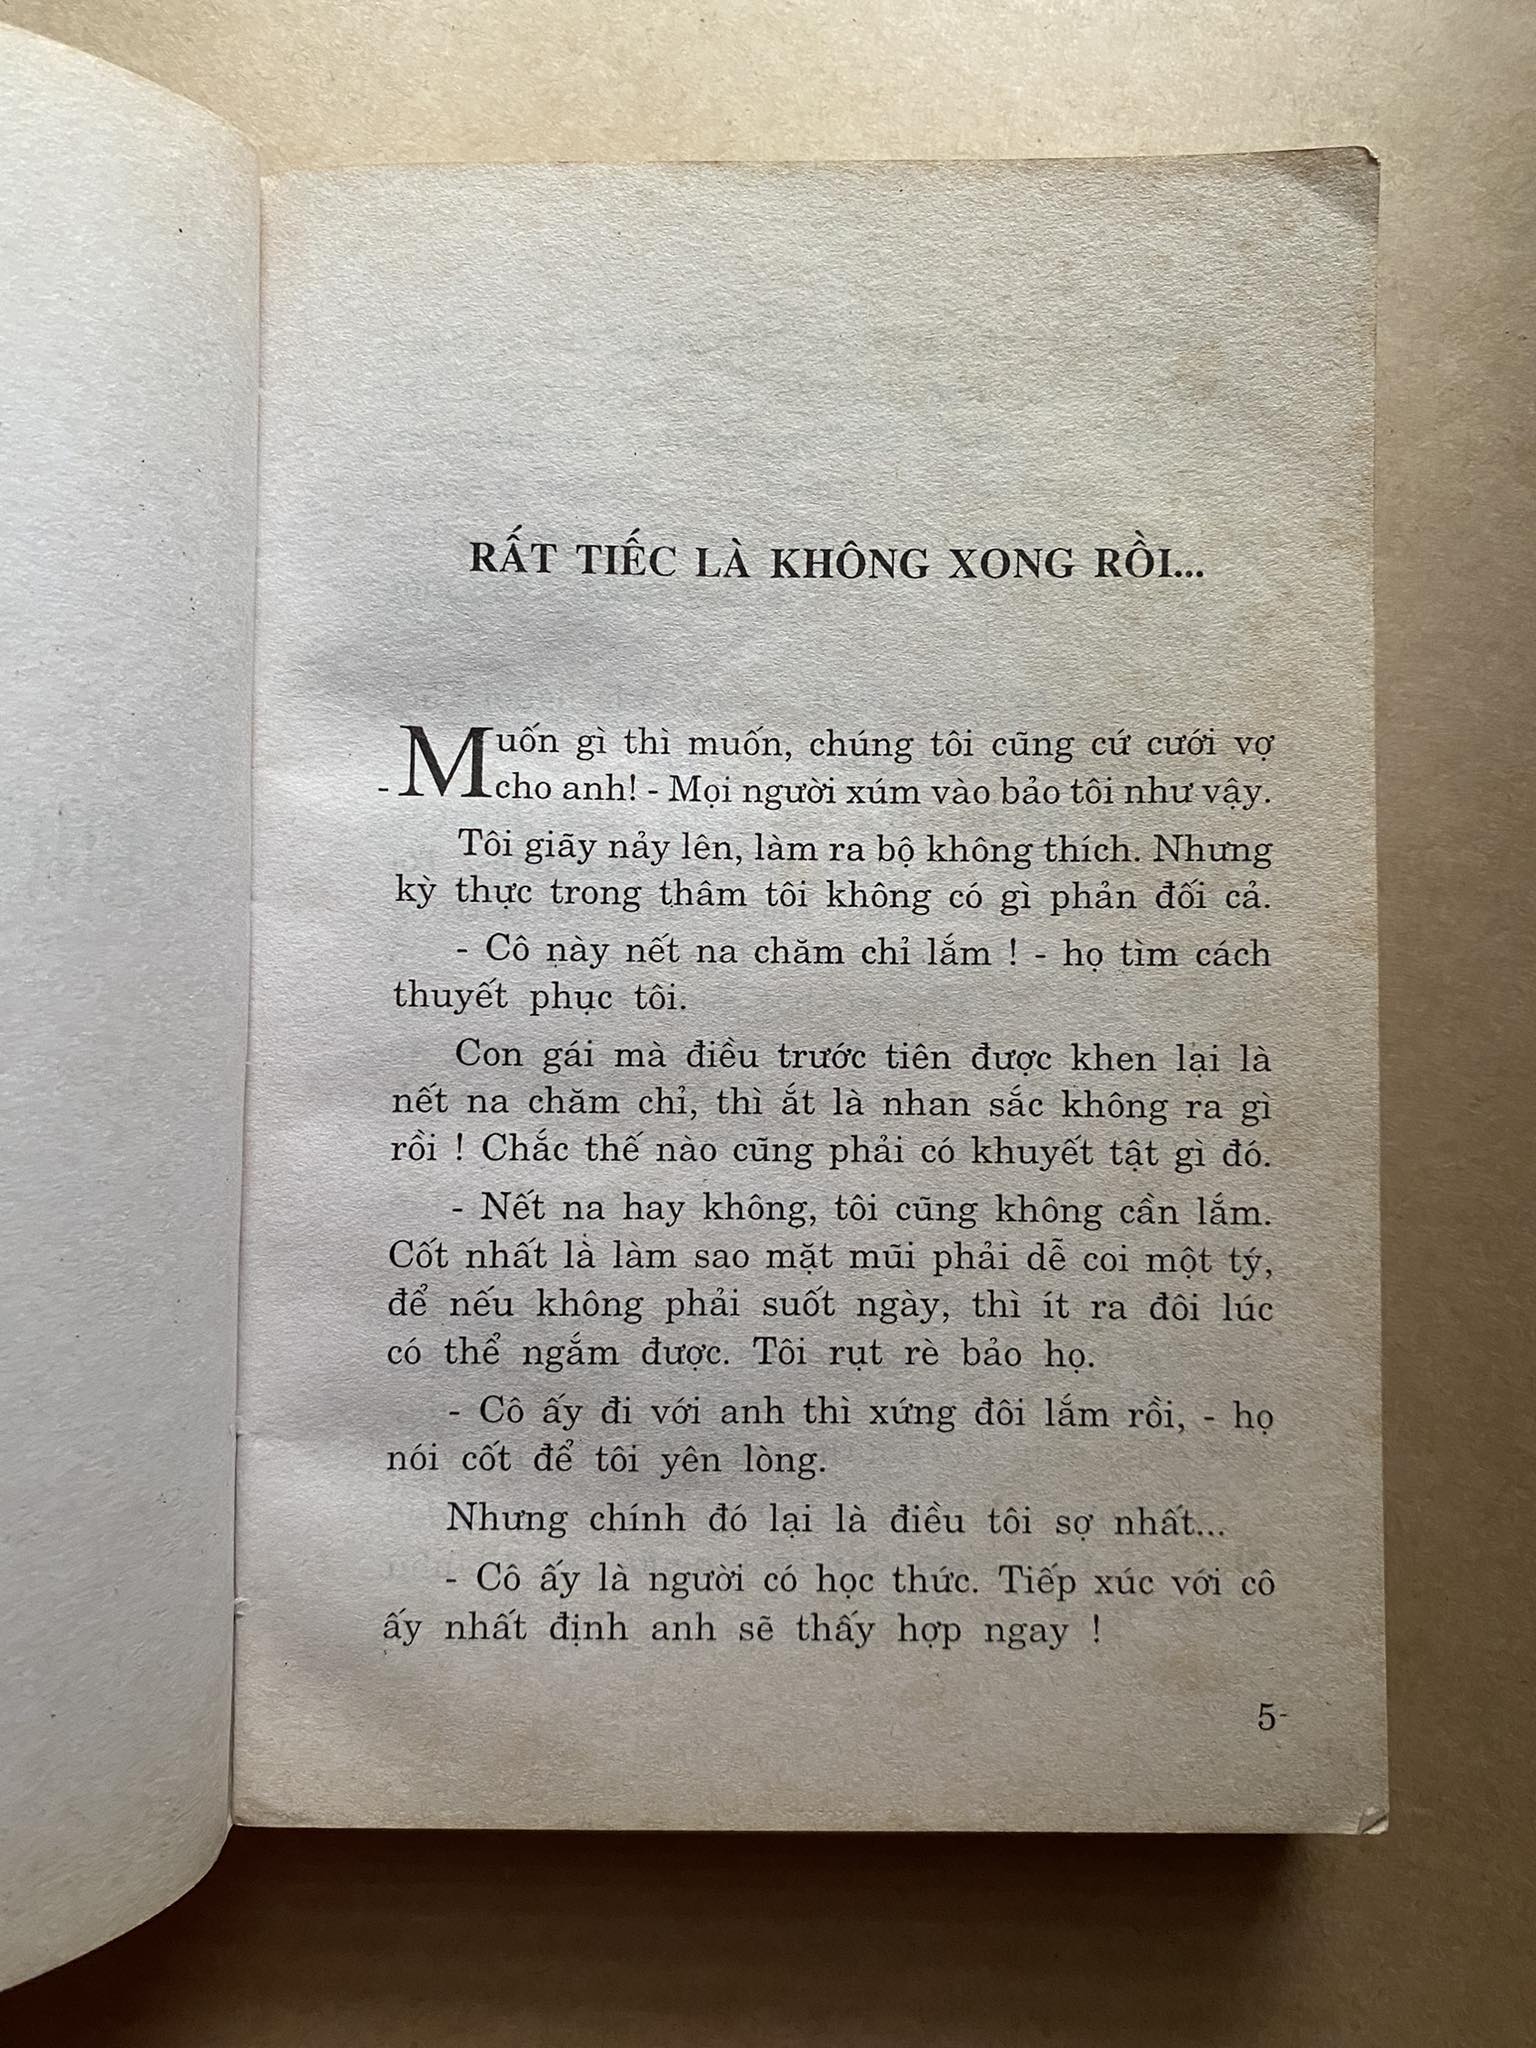 RẤT TIẾC LÀ KHÔNG XONG RỒI...
- Muốn gì thì muốn, chúng tôi cũng cứ cưới vợ
cho anh! - Mọi người xúm vào bảo tôi như vậy.
Tôi giãy nảy lên, làm ra bộ không thích. Nhưng
kỳ thực trong thâm tôi không có gì phản đối cả.
- Cô này nết na chăm chỉ lắm ! - họ tìm cách
thuyết phục tôi.
Con gái mà điều trước tiên được khen lại là
nết na chăm chỉ, thì ắt là nhan sắc không ra gì
rồi ! Chắc thế nào cũng phải có khuyết tật gì đó.
- Nết na hay không, tôi cũng không cần lắm.
Cốt nhất là làm sao mặt mũi phải dễ coi một tý,
để nếu không phải suốt ngày, thì ít ra đôi lúc
có thể ngắm được. Tôi rụt rè bảo họ.
- Cô ấy đi với anh thì xứng đôi lắm rồi, - họ
nói cốt để tôi yên lòng.
Nhưng chính đó lại là điều tôi sợ nhất...
- Cô ấy là người có học thức. Tiếp xúc với cô
ấy nhất định anh sẽ thấy hợp ngay !
5-